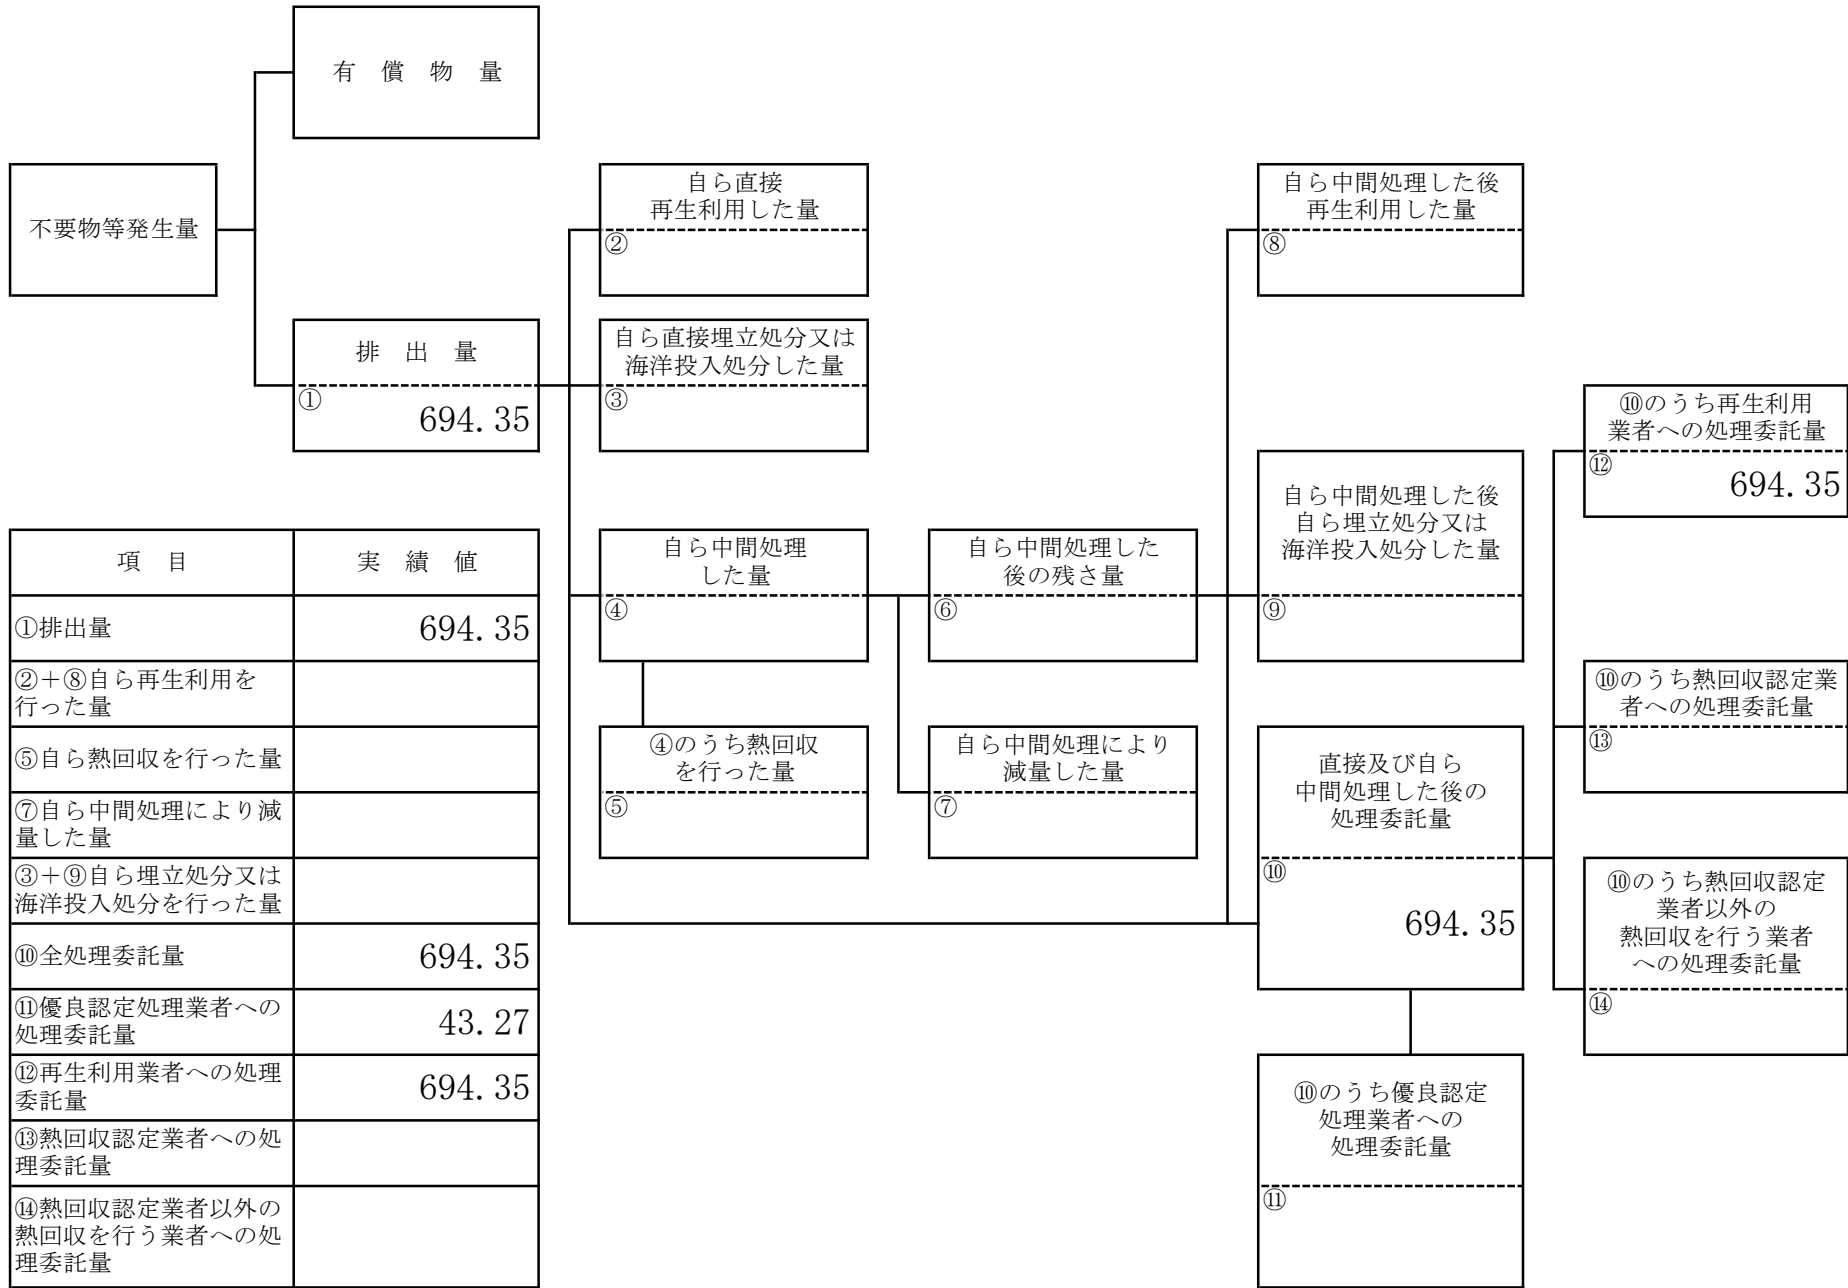 有 償 物 量
不要物等発生量
排 出 量
①
694.35
自ら直接
再生利用した量
②
自ら直接埋立処分又は
海洋投入処分した量
③
自ら中間処理
した量
④
④のうち熱回収
を行った量
⑤
自ら中間処理した
後の残さ量
⑥
自ら中間処理により
減量した量
⑦
自ら中間処理した後
再生利用した量
⑧
自ら中間処理した後
自ら埋立処分又は
海洋投入処分した量
⑨
直接及び自ら
中間処理した後の
処理委託量
⑩
694.35
⑩のうち優良認定
処理業者への
処理委託量
⑪
⑩のうち再生利用
業者への処理委託量
⑫
694.35
⑩のうち熱回収認定業
者への処理委託量
⑬
⑩のうち熱回収認定
業者以外の
熱回収を行う業者
への処理委託量
⑭
項 目 実 績 値
①排出量 694.35
②+⑧自ら再生利用を
行った量
⑤自ら熱回収を行った量
⑦自ら中間処理により減
量した量
③+⑨自ら埋立処分又は
海洋投入処分を行った量
⑩全処理委託量 694.35
⑪優良認定処理業者への
処理委託量 43.27
⑫再生利用業者への処理
委託量 694.35
⑬熱回収認定業者への処
理委託量
⑭熱回収認定業者以外の
熱回収を行う業者への処
理委託量